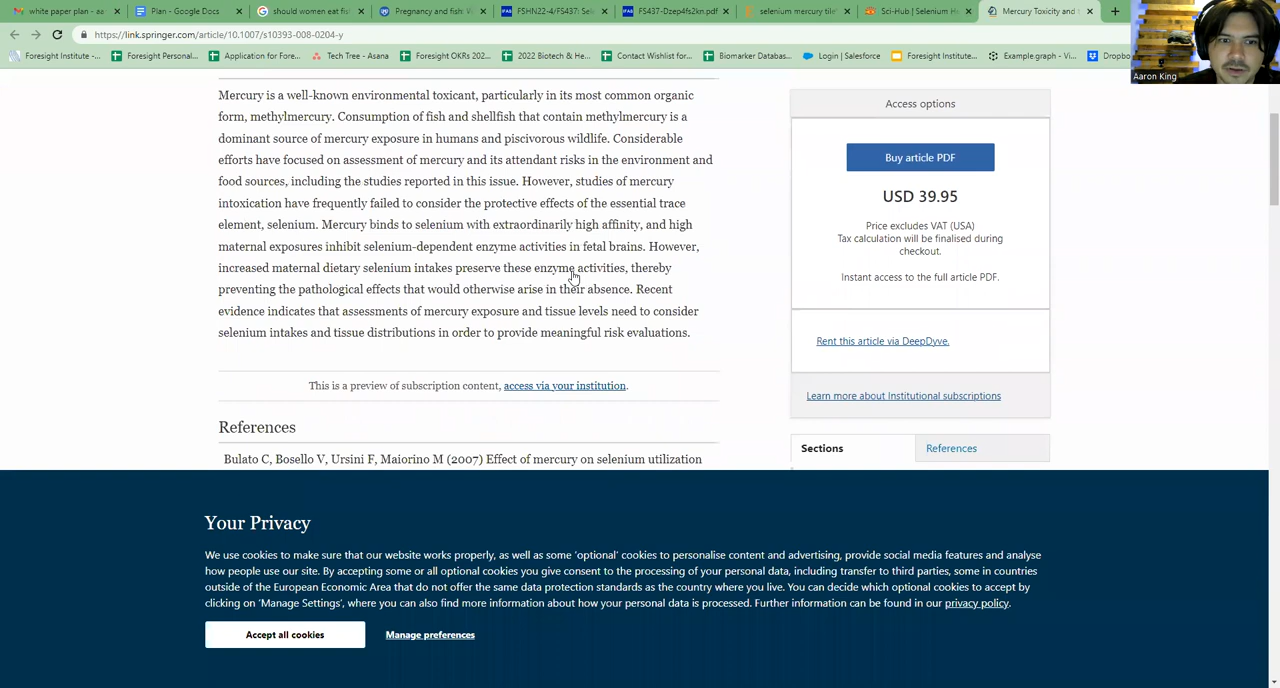 white paper plan - aa
Plan - Google Docs
should women eat fis
Pregnancy and fish: W
FSHN22-4/FS437: Sel
FS437-Dzep4fs2kn.pdf
selenium mercury tile
Sci-Hub | Selenium He
Mercury Toxicity and
https://link.springer.com/article/10.1007/s10393-008-0204-y
Foresight Institute -...
Foresight Personal...
Application for Fore...
Tech Tree - Asana
Foresight OKRs 202...
2022 Biotech & He...
Contact Wishlist for...
Biomarker Databas...
Login | Salesforce
Foresight Institute...
Example.graph - Vi...
Dropbo
Aaron King
Mercury is a well-known environmental toxicant, particularly in its most common organic
form, methylmercury. Consumption of fish and shellfish that contain methylmercury is a
dominant source of mercury exposure in humans and piscivorous wildlife. Considerable
efforts have focused on assessment of mercury and its attendant risks in the environment and
food sources, including the studies reported in this issue. However, studies of mercury
intoxication have frequently failed to consider the protective effects of the essential trace
element, selenium. Mercury binds to selenium with extraordinarily high affinity, and high
maternal exposures inhibit selenium-dependent enzyme activities in fetal brains. However,
increased maternal dietary selenium intakes preserve these enzyme activities, thereby
preventing the pathological effects that would otherwise arise in their absence. Recent
evidence indicates that assessments of mercury exposure and tissue levels need to consider
selenium intakes and tissue distributions in order to provide meaningful risk evaluations.
This is a preview of subscription content, access via your institution.
References
Bulato C, Bosello V, Ursini F, Maiorino M (2007) Effect of mercury on selenium utilization
Access options
Buy article PDF
USD 39.95
Price excludes VAT (USA)
Tax calculation will be finalised during
checkout.
Instant access to the full article PDF.
Rent this article via DeepDyve.
Learn more about Institutional subscriptions
Sections
References
Your Privacy
We use cookies to make sure that our website works properly, as well as some 'optional' cookies to personalise content and advertising, provide social media features and analyse
how people use our site. By accepting some or all optional cookies you give consent to the processing of your personal data, including transfer to third parties, some in countries
outside of the European Economic Area that do not offer the same data protection standards as the country where you live. You can decide which optional cookies to accept by
clicking on 'Manage Settings', where you can also find more information about how your personal data is processed. Further information can be found in our privacy policy.
Accept all cookies
Manage preferences